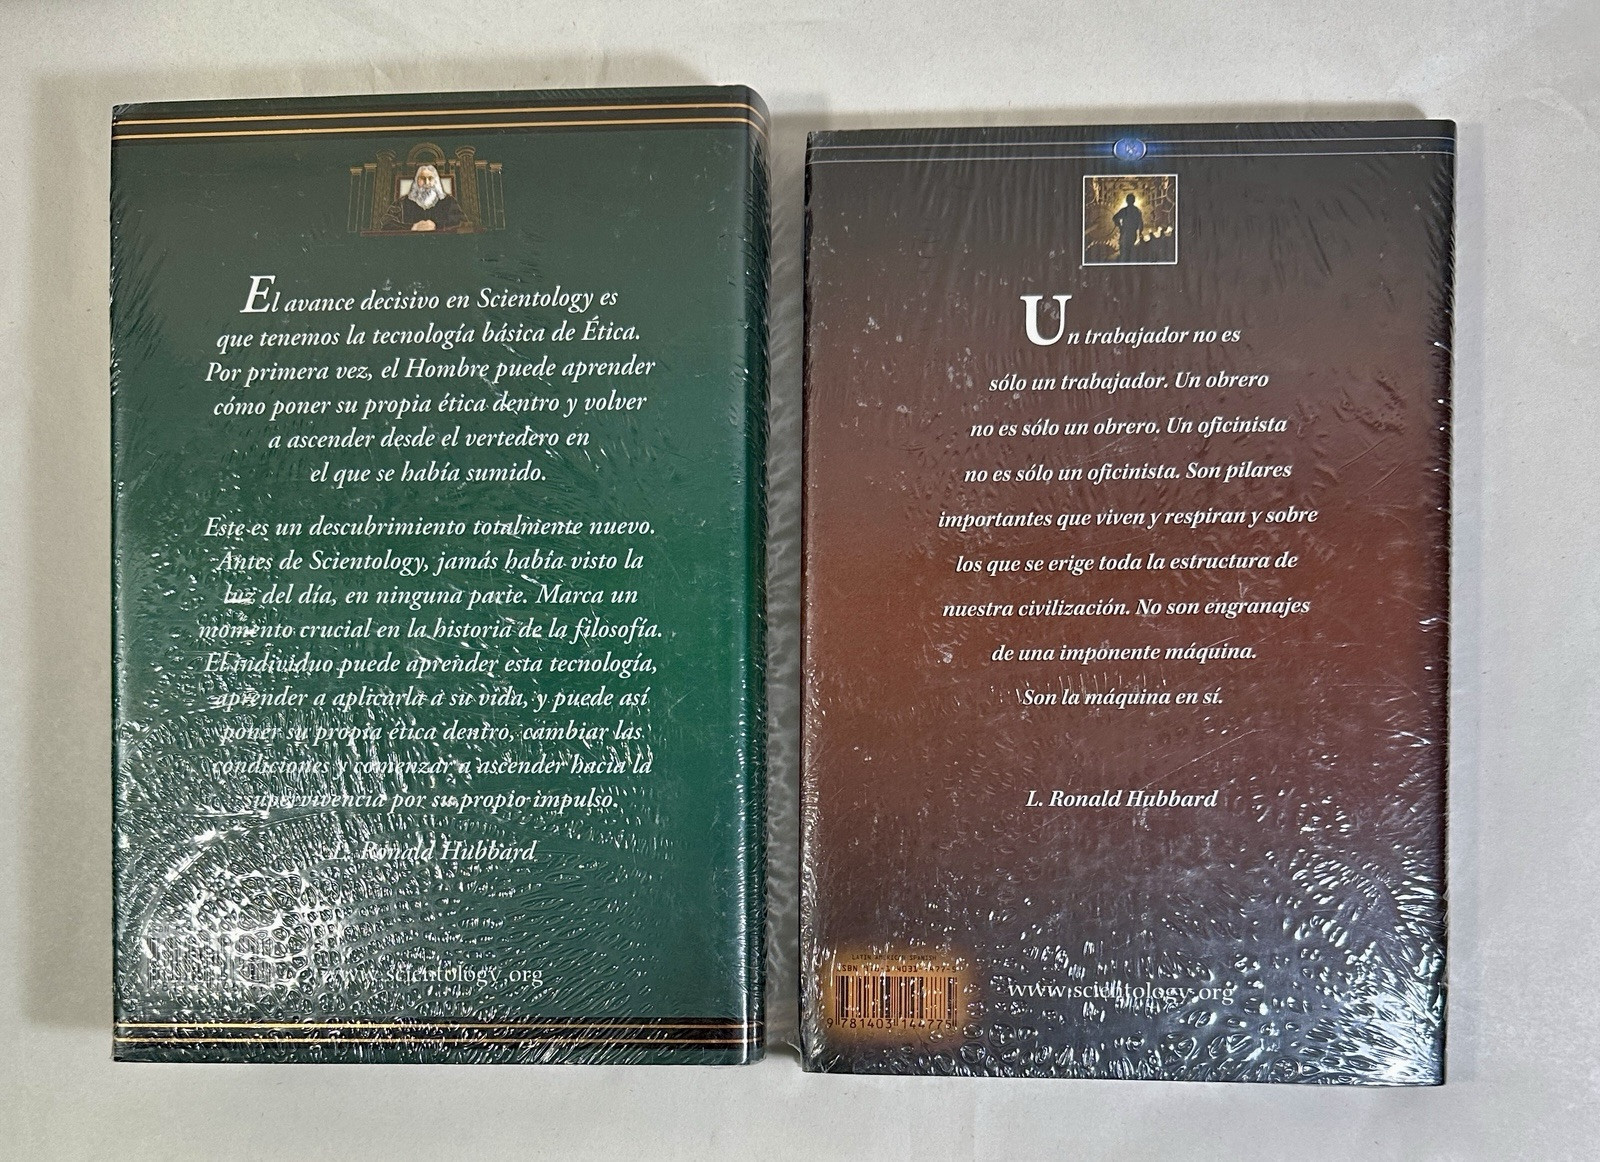 El avance decisivo en Scientology es
que tenemos la tecnología básica de Ética.
Por primera vez, el Hombre puede aprender
cómo poner su propia ética dentro y volver
a ascender desde el vertedero en
el que se había sumido.
Este es un descubrimiento totalmente nuevo.
Antes de Scientology, jamás había visto la
luz del día, en ninguna parte. Marca un
momento crucial en la historia de la filosofía.
El individuo puede aprender esta tecnología,
aprender a aplicarla a su vida, y puede así
poner su propia ética dentro, cambiar las
condiciones y comenzar a ascender hacia la
supervivencia por su propio impulso.
L. Ronald Hubbard
www.scientology.org
Un trabajador no es
sólo un trabajador. Un obrero
no es sólo un obrero. Un oficinista
no es sólo un oficinista. Son pilares
importantes que viven y respiran y sobre
los que se erige toda la estructura de
nuestra civilización. No son engranajes
de una imponente máquina.
Son la máquina en sí.
L. Ronald Hubbard
LATIN AMERICAN SPANISH
ISBN
www.scientology.org
9 781403 144775